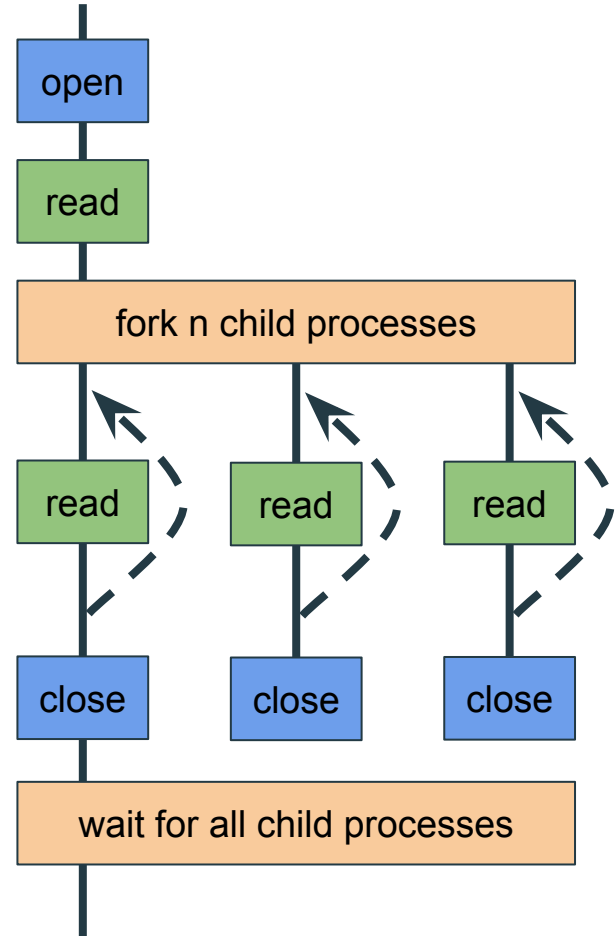 open
read
fork n child processes
read
read
read
close
close
close
wait for all child processes